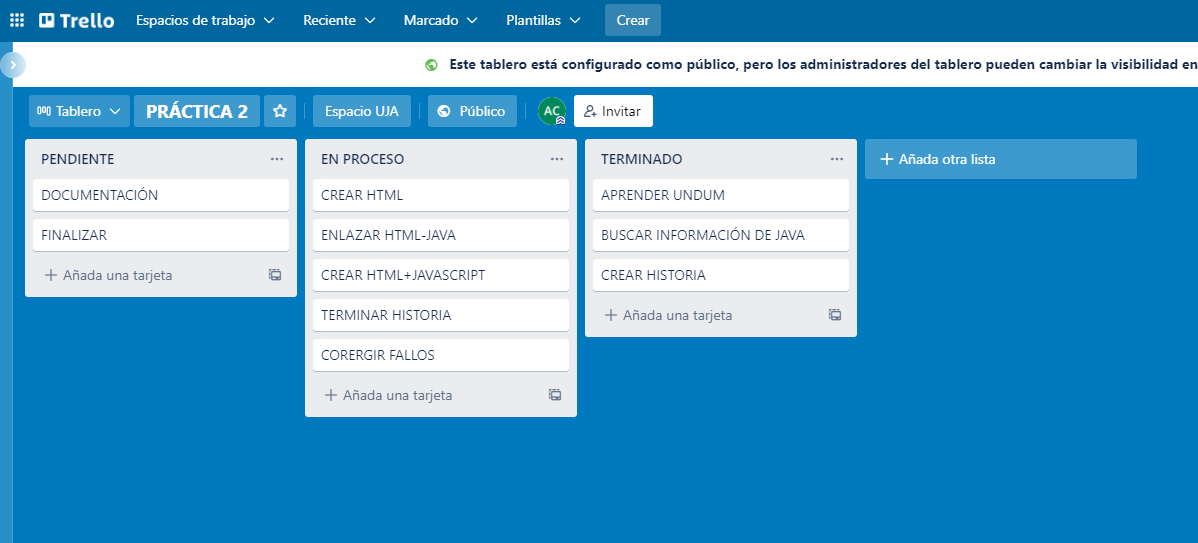 Trello Espacios de trabajo Reciente Marcado Plantillas Crear
Este tablero está configurado como público, pero los administradores del tablero pueden cambiar la visibilidad en
Tablero PRÁCTICA 2 Espacio UJA Público AC Invitar
PENDIENTE
DOCUMENTACIÓN
FINALIZAR
Añada una tarjeta
EN PROCESO
CREAR HTML
ENLAZAR HTML-JAVA
CREAR HTML+JAVASCRIPT
TERMINAR HISTORIA
CORERGIR FALLOS
Añada una tarjeta
TERMINADO
APRENDER UNDUM
BUSCAR INFORMACIÓN DE JAVA
CREAR HISTORIA
Añada una tarjeta
Añada otra lista